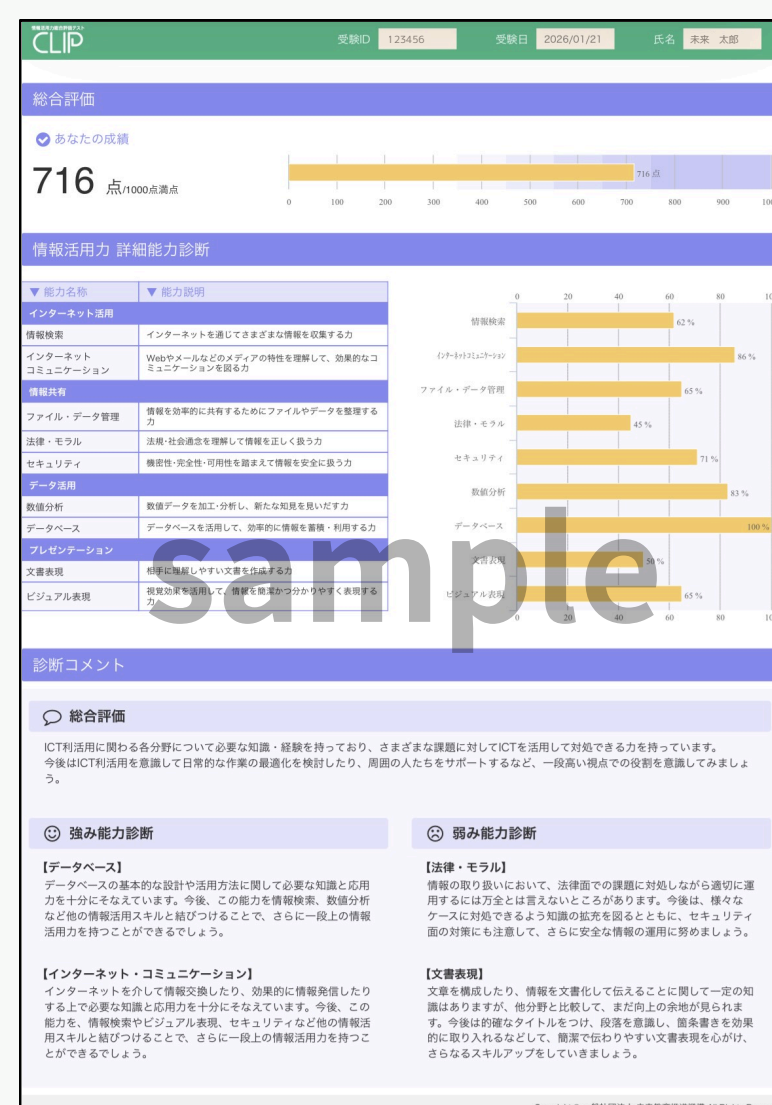 情報活用力総合評価テスト
CLIP
受験ID 123456 受験日 2026/01/21 氏名 未来 太郎
総合評価
あなたの成績
716 点/1000点満点
716 点
0 100 200 300 400 500 600 700 800 900
情報活用力 詳細能力診断
▼ 能力名称 ▼ 能力説明
インターネット活用
情報検索 インターネットを通じてさまざまな情報を収集する力
インターネット
コミュニケーション
Webやメールなどのメディアの特性を理解して、効果的なコ
ミュニケーションを図る力
情報共有
ファイル・データ管理
情報を効率的に共有するためにファイルやデータを整理する
力
法律・モラル 法規・社会通念を理解して情報を正しく扱う力
セキュリティ 機密性・完全性・可用性を踏まえて情報を安全に扱う力
データ活用
数値分析 数値データを加工・分析し、新たな知見を見いだす力
データベース データベースを活用して、効率的に情報を蓄積・利用する力
プレゼンテーション
文書表現 相手に理解しやすい文書を作成する力
ビジュアル表現
視覚効果を活用して、情報を簡潔かつ分かりやすく表現する
力
0 20 40 60 80
情報検索 62 %
インターネットコミュニケーション 86 %
ファイル・データ管理 65 %
法律・モラル 45 %
セキュリティ 71 %
数値分析 83 %
データベース 100 %
文書表現 50 %
ビジュアル表現 65 %
0 20 40 60 80
sample
診断コメント
総合評価
ICT利活用に関わる各分野について必要な知識・経験を持っており、さまざまな課題に対してICTを活用して対処できる力を持っています。
今後はICT利活用を意識して日常的な作業の最適化を検討したり、周囲の人たちをサポートするなど、一段高い視点での役割を意識してみましょ
う。
強み能力診断
【データベース】
データベースの基本的な設計や活用方法に関して必要な知識と応用
力を十分にそなえています。今後、この能力を情報検索、数値分析
など他の情報活用スキルと結びつけることで、さらに一段上の情報
活用力を持つことができるでしょう。
【インターネット・コミュニケーション】
インターネットを介して情報交換したり、効果的に情報発信したり
する上で必要な知識と応用力を十分にそなえています。今後、この
能力を、情報検索やビジュアル表現、セキュリティなど他の情報活
用スキルと結びつけることで、さらに一段上の情報活用力を持つこ
とができるでしょう。
弱み能力診断
【法律・モラル】
情報の取り扱いにおいて、法律面での課題に対処しながら適切に運
用するには万全とは言えないところがあります。今後は、様々な
ケースに対処できるよう知識の拡充を図るとともに、セキュリティ
面の対策にも注意して、さらに安全な情報の運用に努めましょう。
【文書表現】
文章を構成したり、情報を文書化して伝えることに関して一定の知
識はありますが、他分野と比較して、まだ向上の余地が見られま
す。今後は的確なタイトルをつけ、段落を意識し、箇条書きを効果
的に取り入れるなどして、簡潔で伝わりやすい文書表現を心がけ、
さらなるスキルアップをしていきましょう。